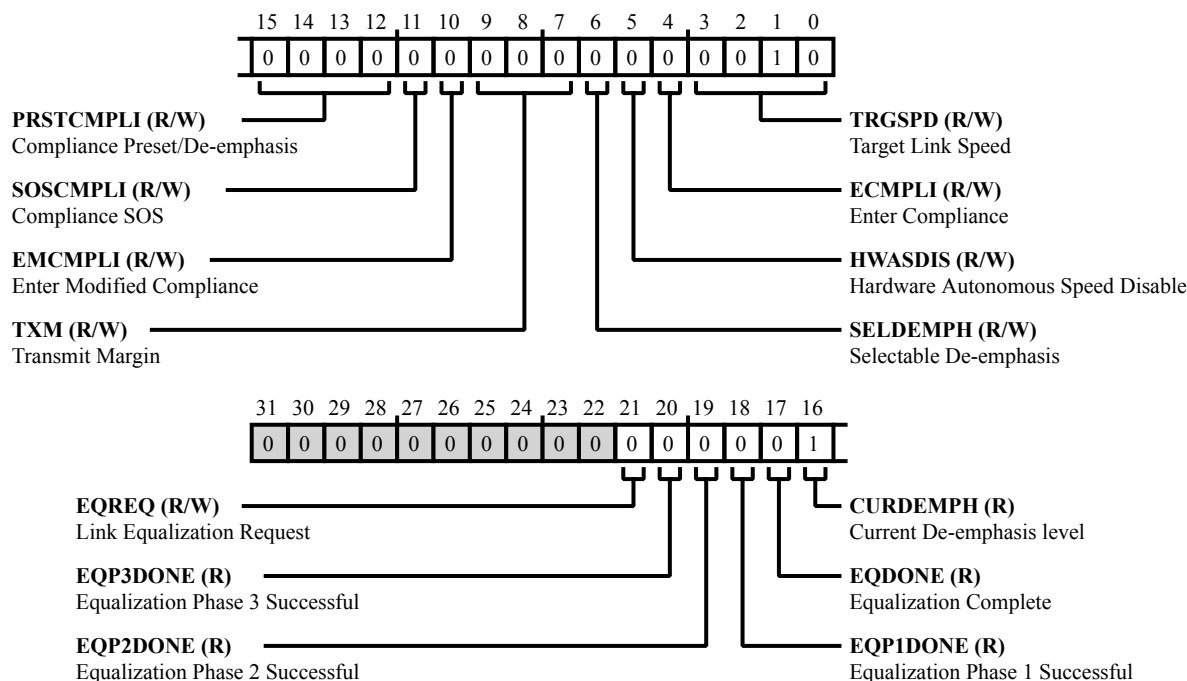 15 14 13 12 11 10 9 8 7 6 5 4 3 2 1 0
0 0 0 0 0 0 0 0 0 0 0 0 0 0 1 0
PRSTCMPLI (R/W)
Compliance Preset/De-emphasis
TRGSPD (R/W)
Target Link Speed
SOSCMPLI (R/W)
Compliance SOS
ECMPLI (R/W)
Enter Compliance
EMCMPLI (R/W)
Enter Modified Compliance
HWASDIS (R/W)
Hardware Autonomous Speed Disable
TXM (R/W)
Transmit Margin
SELDEMPH (R/W)
Selectable De-emphasis
31 30 29 28 27 26 25 24 23 22 21 20 19 18 17 16
0 0 0 0 0 0 0 0 0 0 0 0 0 0 0 1
EQREQ (R/W)
Link Equalization Request
CURDEMPH (R)
Current De-emphasis level
EQP3DONE (R)
Equalization Phase 3 Successful
EQDONE (R)
Equalization Complete
EQP2DONE (R)
Equalization Phase 2 Successful
EQP1DONE (R)
Equalization Phase 1 Successful